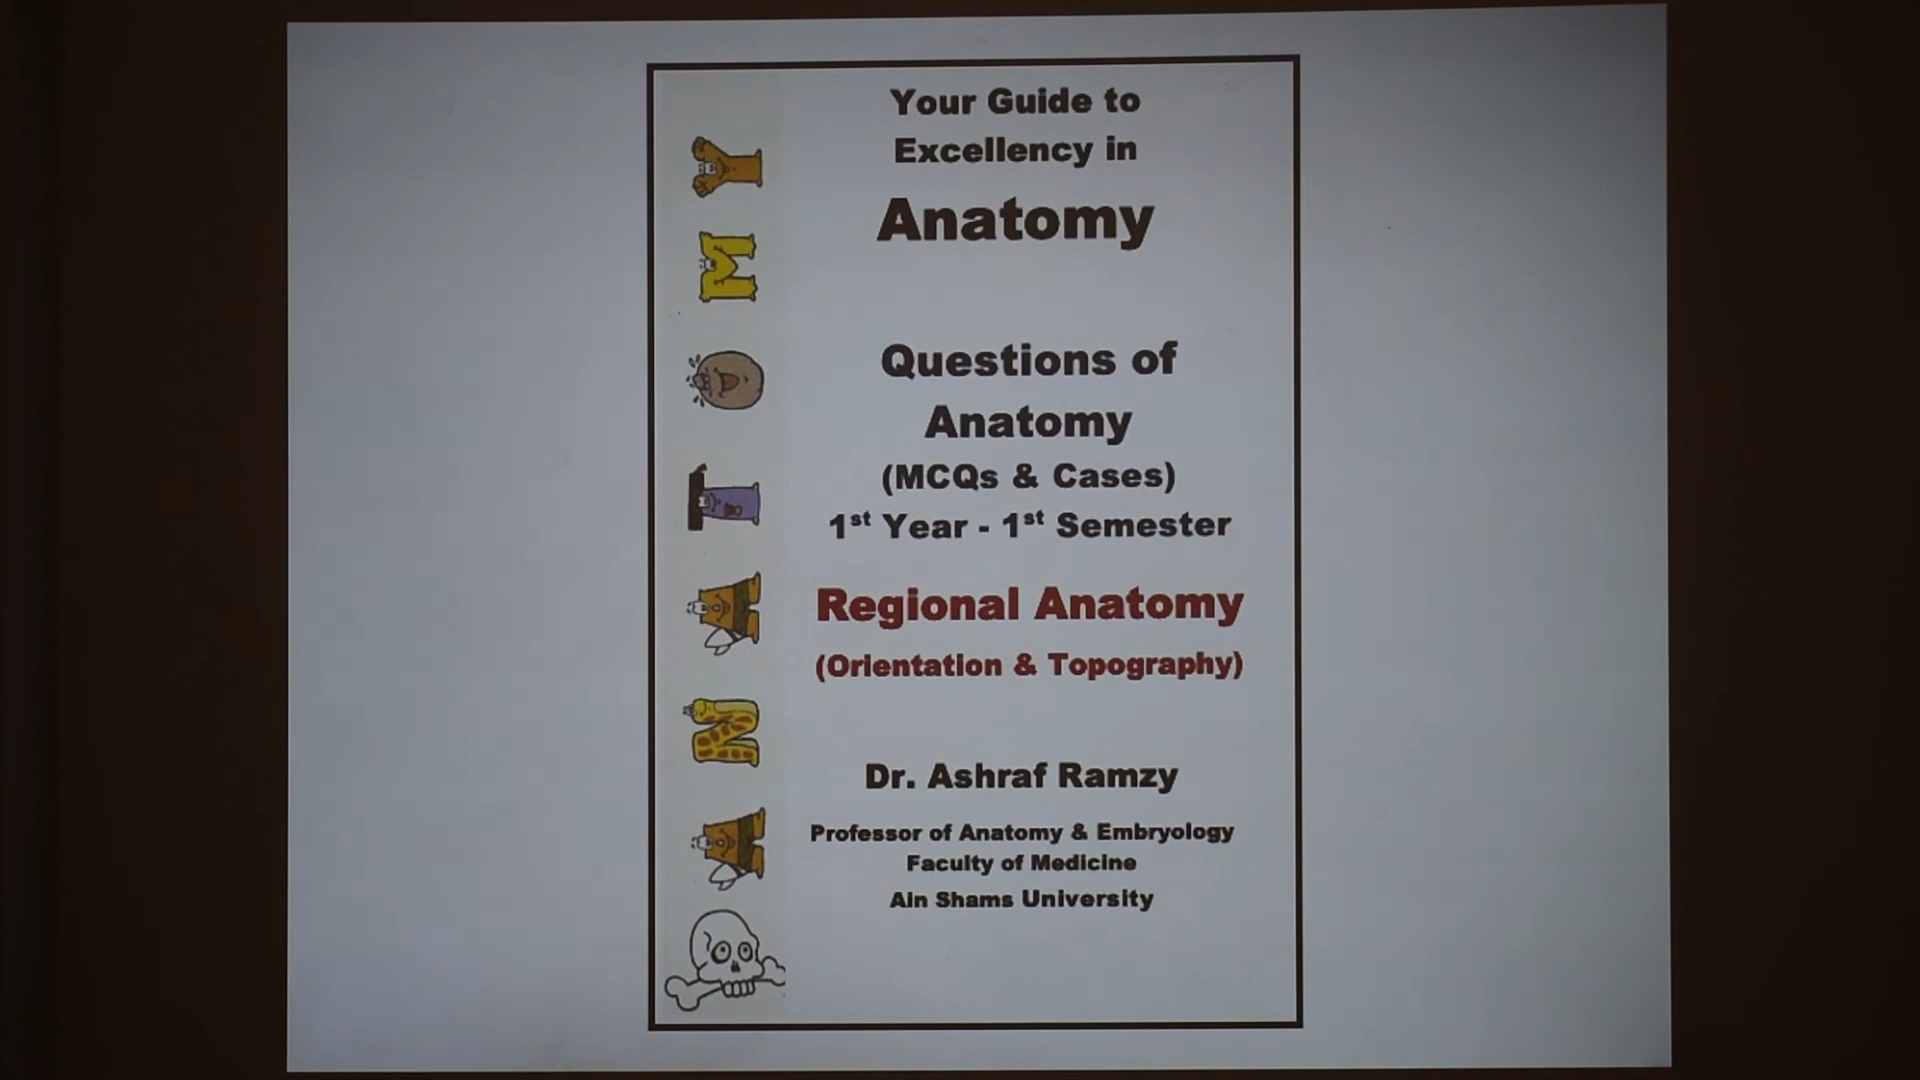 Your Guide to
Excellency in
Anatomy
Questions of
Anatomy
(MCQs & Cases)
1st Year - 1st Semester
Regional Anatomy
(Orientation & Topography)
Dr. Ashraf Ramzy
Professor of Anatomy & Embryology
Faculty of Medicine
Ain Shams University
ANATOMY